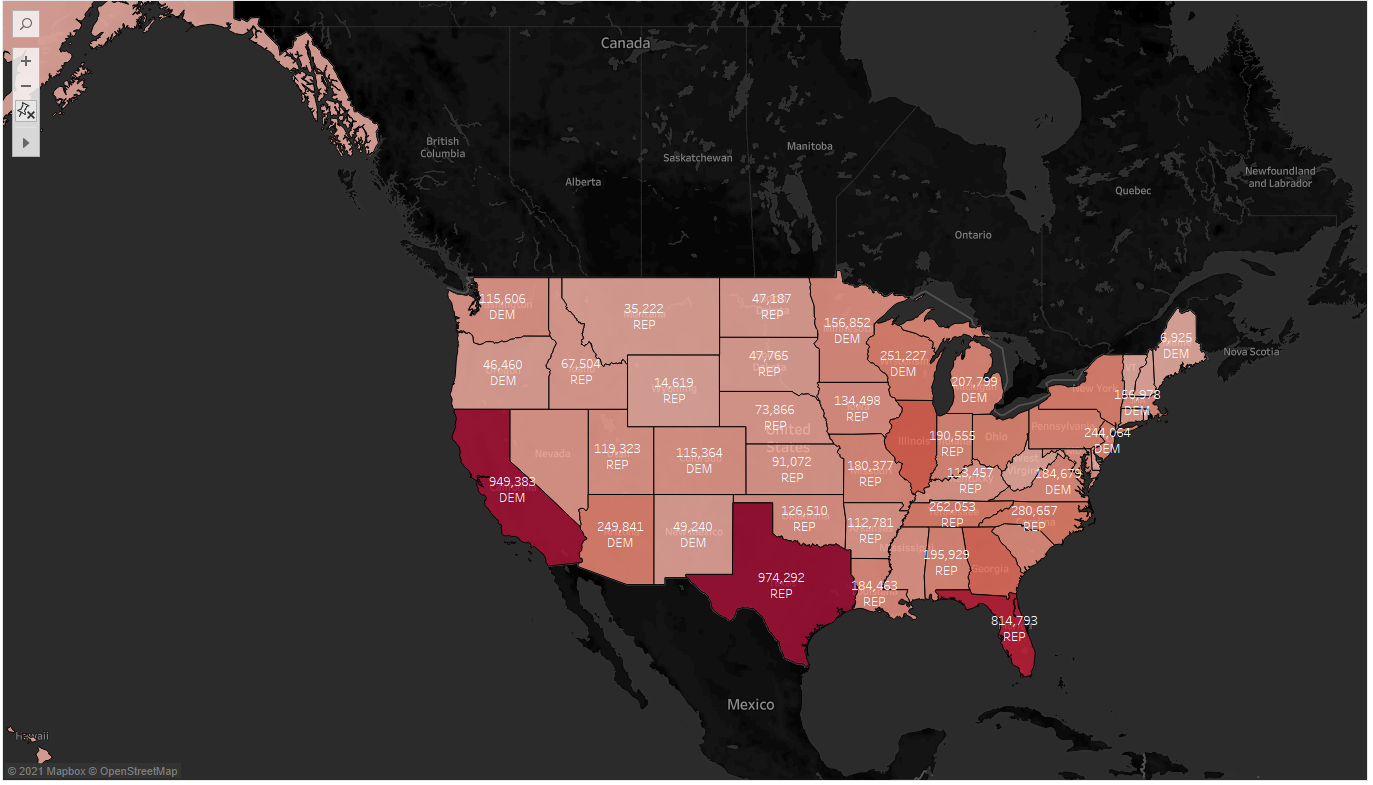 Canada
British
Columbia
Alberta
Saskatchewan
Manitoba
Ontario
Quebec
Newfoundland
and Labrador
Nova Scotia
115,606
DEM
35,222
REP
47,187
REP
156,852
DEM
6,925
DEM
46,460
DEM
67,504
REP
14,619
REP
47,765
REP
251,227
DEM
207,799
DEM
New York
DEM
73,866
REP
United
States
134,498
REP
Illinois
190,555
REP
Ohio
Pennsylvania
244,064
DEM
Nevada
119,323
REP
115,364
DEM
91,072
REP
180,377
REP
113,457
REP
West
Virginia
184,679
DEM
949,383
DEM
249,841
DEM
49,240
DEM
New Mexico
126,510
REP
112,781
REP
262,053
REP
280,657
REP
Mississippi
195,929
REP
Georgia
974,292
REP
184,463
REP
814,793
REP
Mexico
Hawaii
© 2021 Mapbox © OpenStreetMap